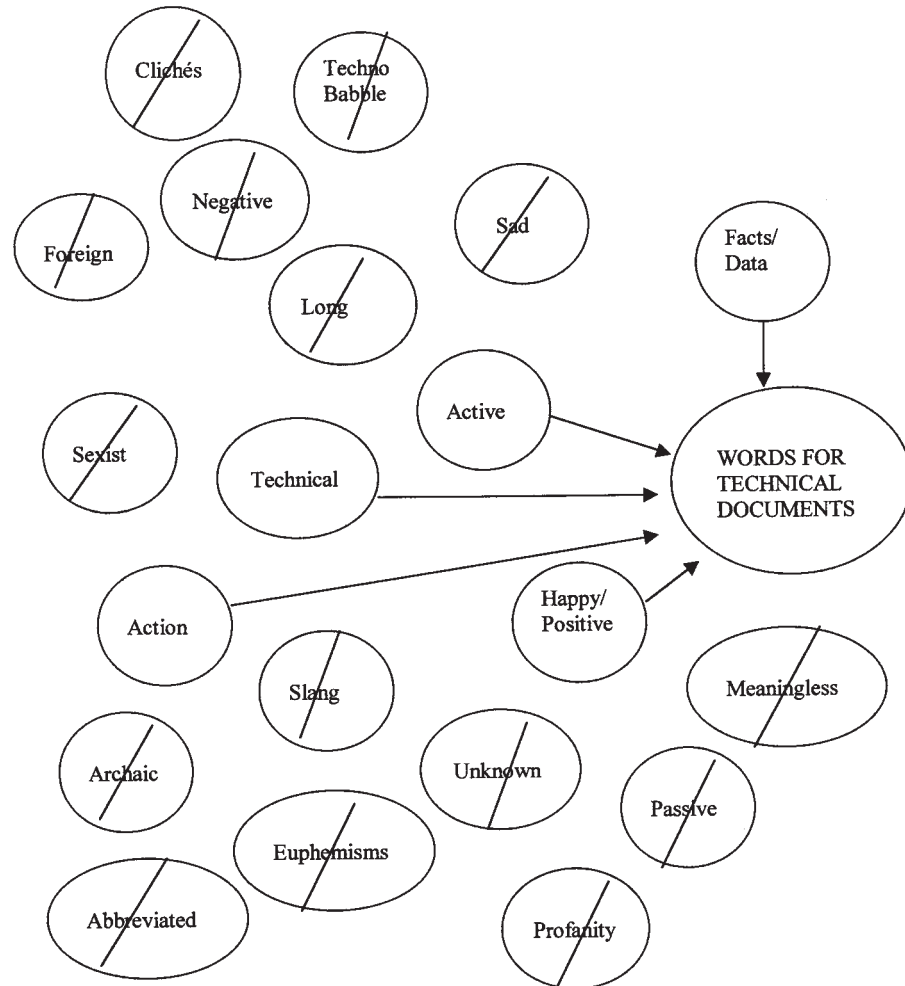 Clichés
Techno
Babble
Negative
Sad
Foreign
Facts/
Data
Long
Active
Sexist
Technical
WORDS FOR
TECHNICAL
DOCUMENTS
Action
Happy/
Positive
Slang
Meaningless
Archaic
Unknown
Passive
Euphemisms
Abbreviated
Profanity